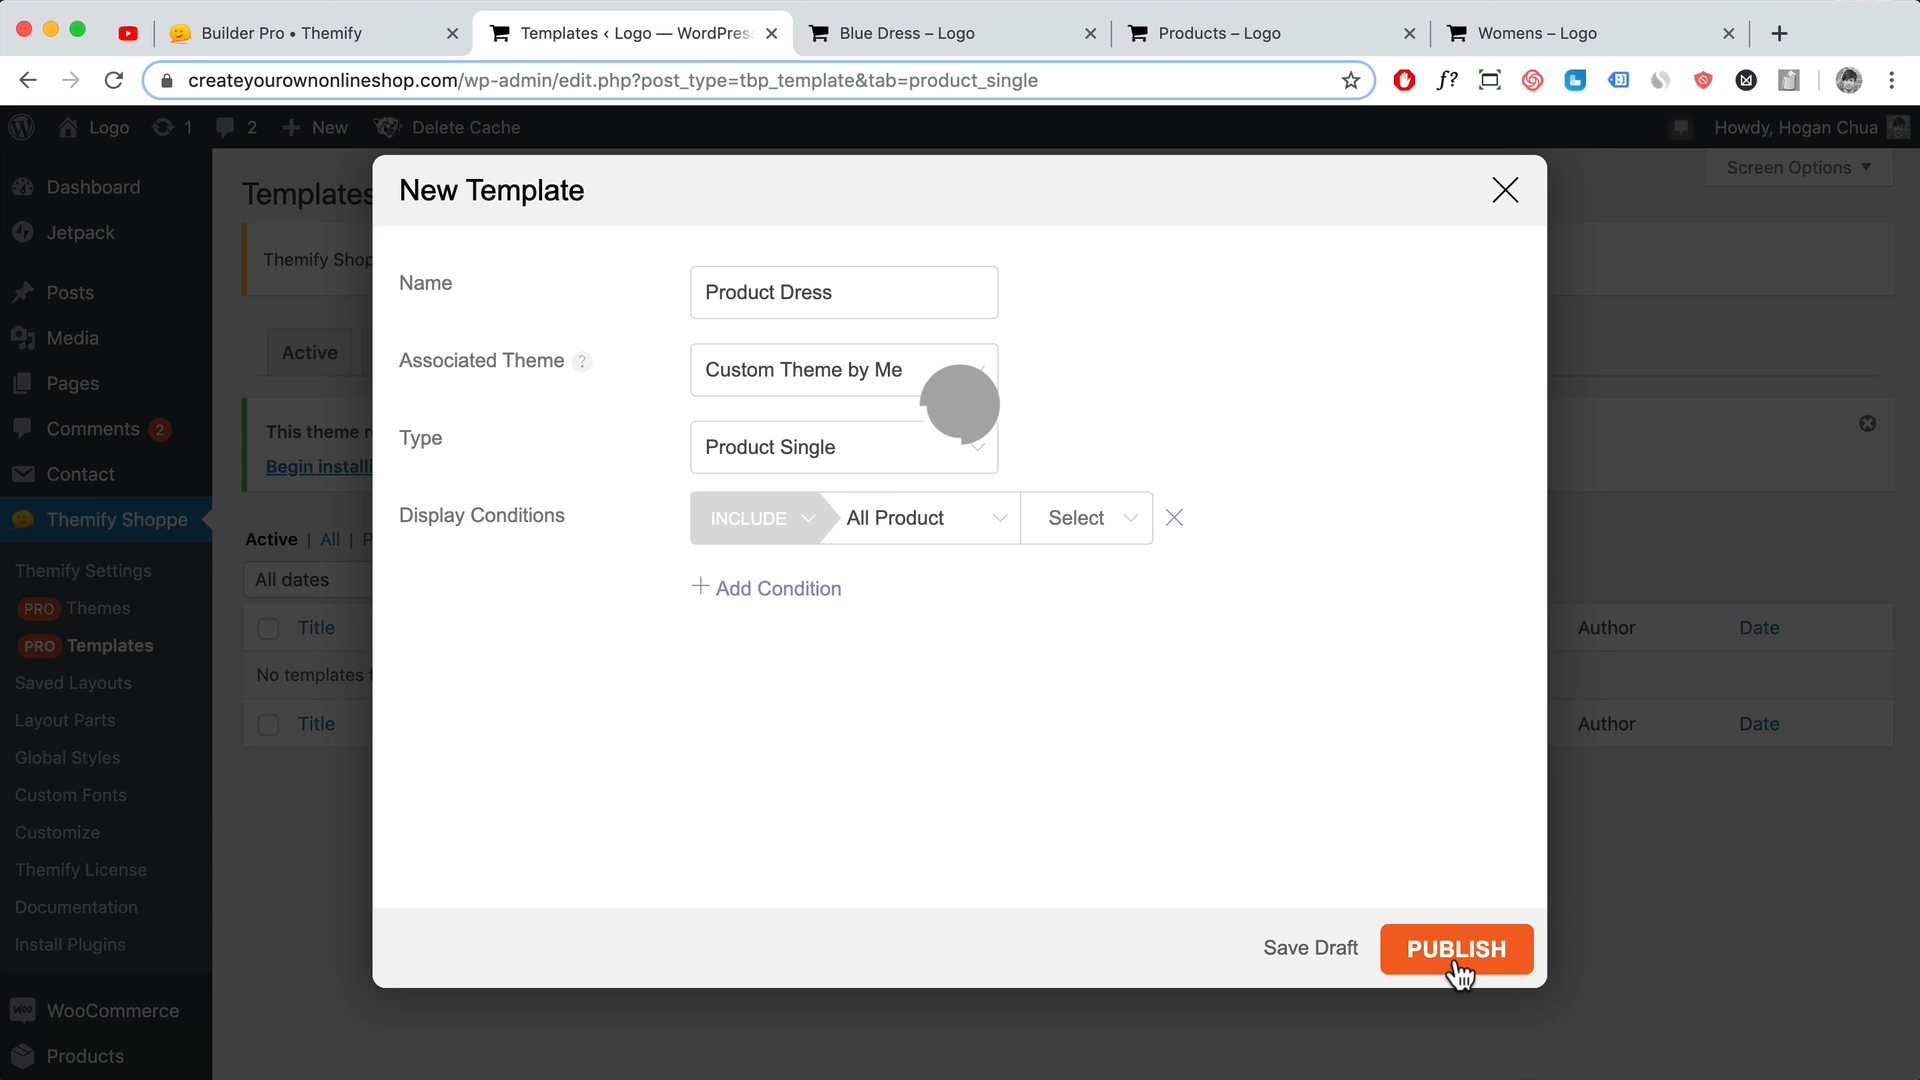 Builder Pro • Themify
Templates ‹ Logo — WordPres
Blue Dress – Logo
Products – Logo
Womens – Logo
createyourownonlineshop.com/wp-admin/edit.php?post_type=tbp_template&tab=product_single
f?
Logo
1
2
New
Delete Cache
Howdy, Hogan Chua
Dashboard
Jetpack
Posts
Media
Pages
Comments 2
Contact
Themify Shoppe
Themify Settings
PRO Themes
PRO Templates
Saved Layouts
Layout Parts
Global Styles
Custom Fonts
Customize
Themify License
Documentation
Install Plugins
WooCommerce
Products
Templates
Screen Options
Themify Shop
Active
This theme r
Begin installi
Active | All | P
All dates
Title
Author
Date
No templates f
Title
Author
Date
New Template
Name
Product Dress
Associated Theme ?
Custom Theme by Me
Type
Product Single
Display Conditions
INCLUDE
All Product
Select
+ Add Condition
Save Draft
PUBLISH